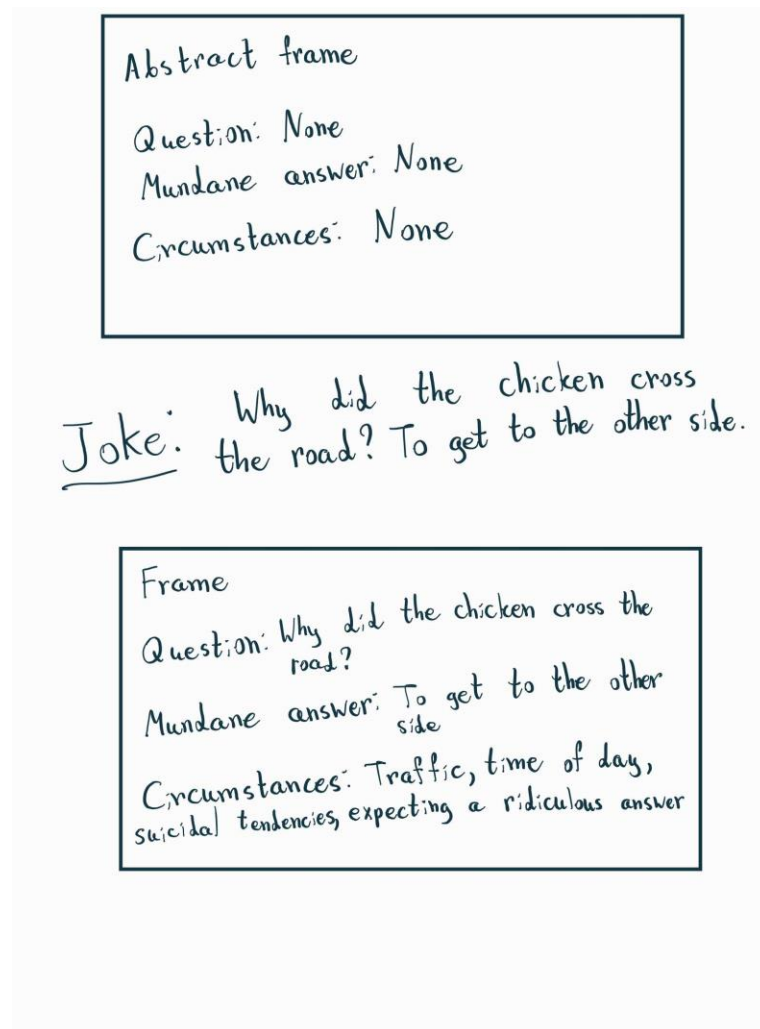 Abstract frame
Question: None
Mundane answer: None
Circumstances: None
Joke: Why did the chicken cross
the road? To get to the other side.
Frame
Question: Why did the chicken cross the
road?
Mundane answer: To get to the other
side
Circumstances: Traffic, time of day,
suicidal tendencies, expecting a ridiculous answer